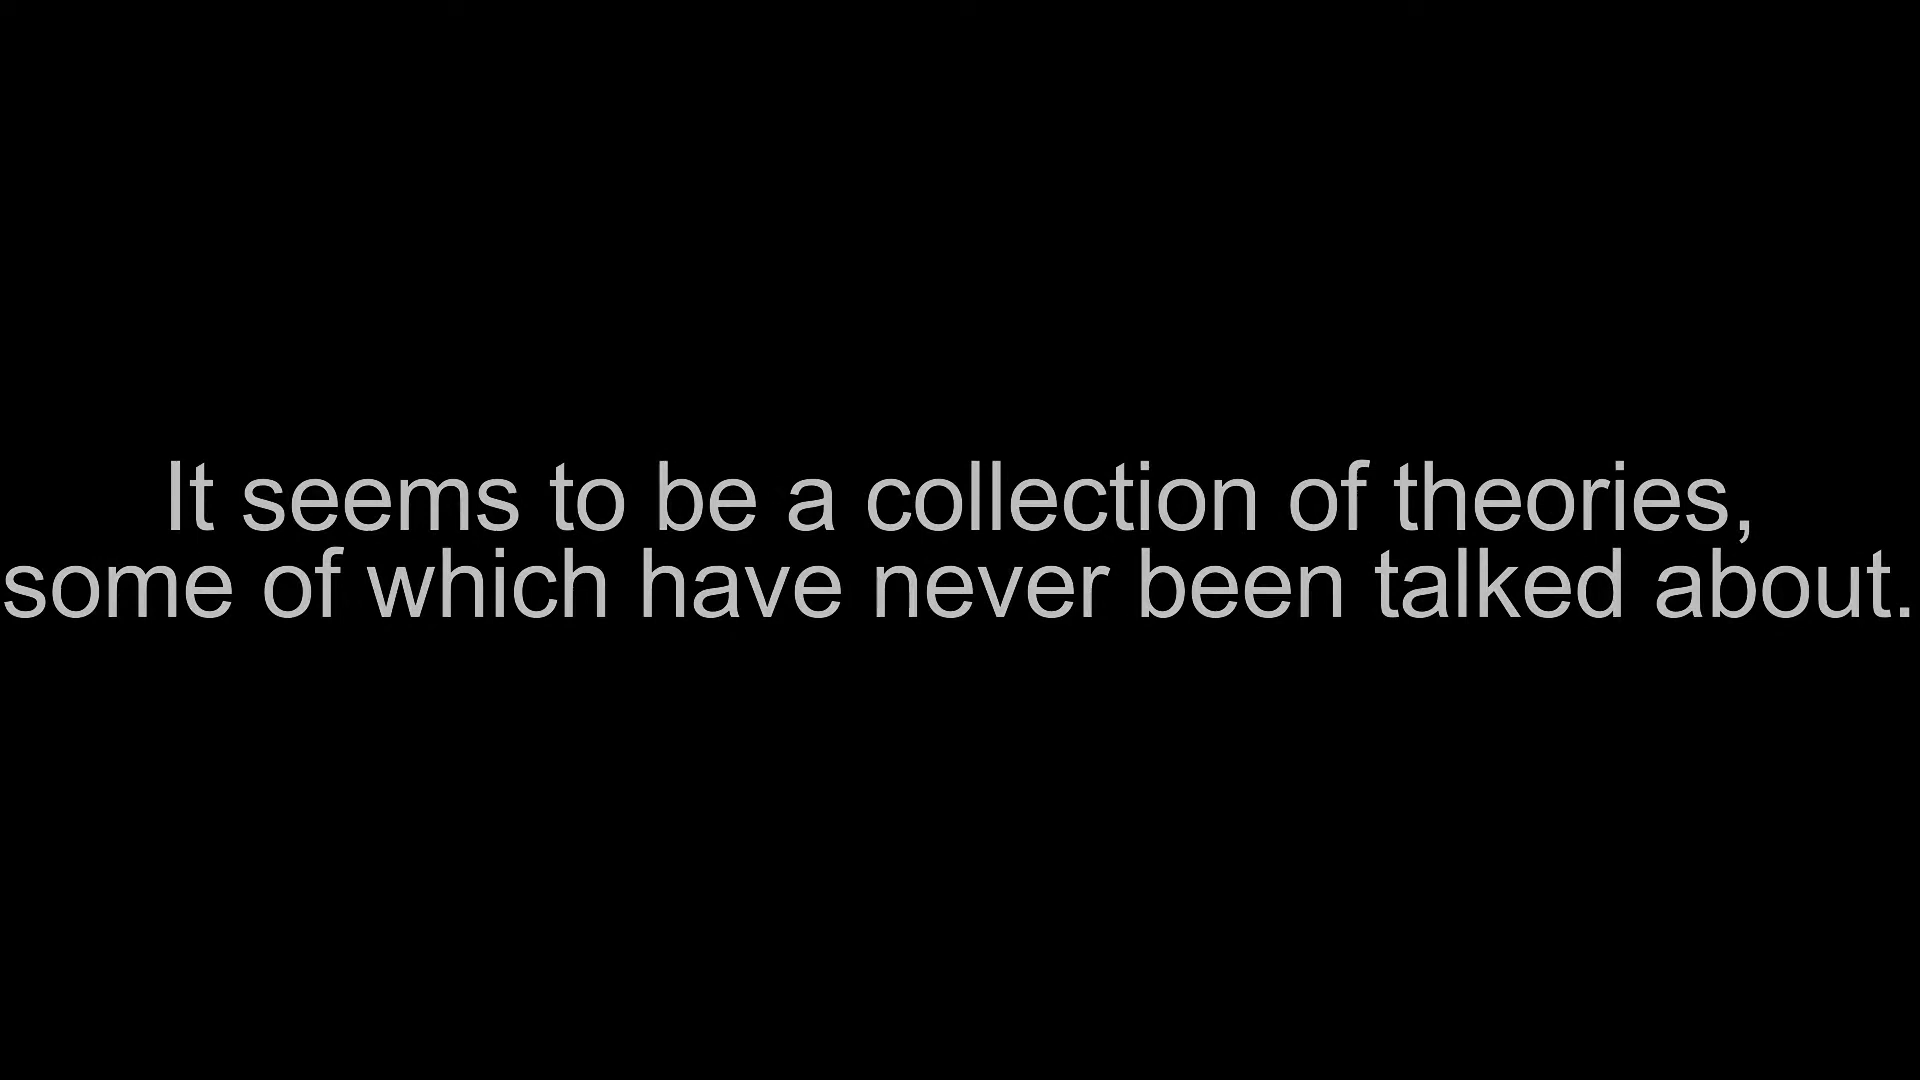 It seems to be a collection of theories,
some of which have never been talked about.